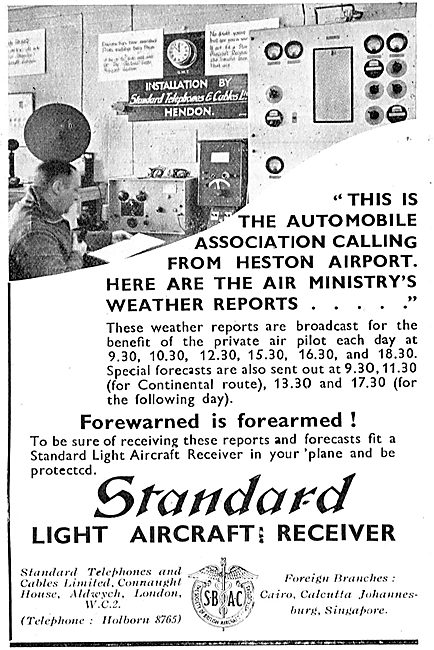 G M T
INSTALLATION BY
Standard Telephones & Cables Ltd
HENDON.
“THIS IS
THE AUTOMOBILE
ASSOCIATION CALLING
FROM HESTON AIRPORT.
HERE ARE THE AIR MINISTRY'S
WEATHER REPORTS . . . . .”
These weather reports are broadcast for the
benefit of the private air pilot each day at
9.30, 10.30, 12.30, 15.30, 16.30, and 18.30.
Special forecasts are also sent out at 9.30, 11.30
(for Continental route), 13.30 and 17.30 (for
the following day).
Forewarned is forearmed !
To be sure of receiving these reports and forecasts fit a
Standard Light Aircraft Receiver in your 'plane and be
protected.
Standard
LIGHT AIRCRAFT RECEIVER
Standard Telephones and
Cables Limited, Connaught
House, Aldwych, London,
W.C.2.
(Telephone : Holborn 8765)
SB AC
Foreign Branches :
Cairo, Calcutta Johannes-
burg, Singapore.